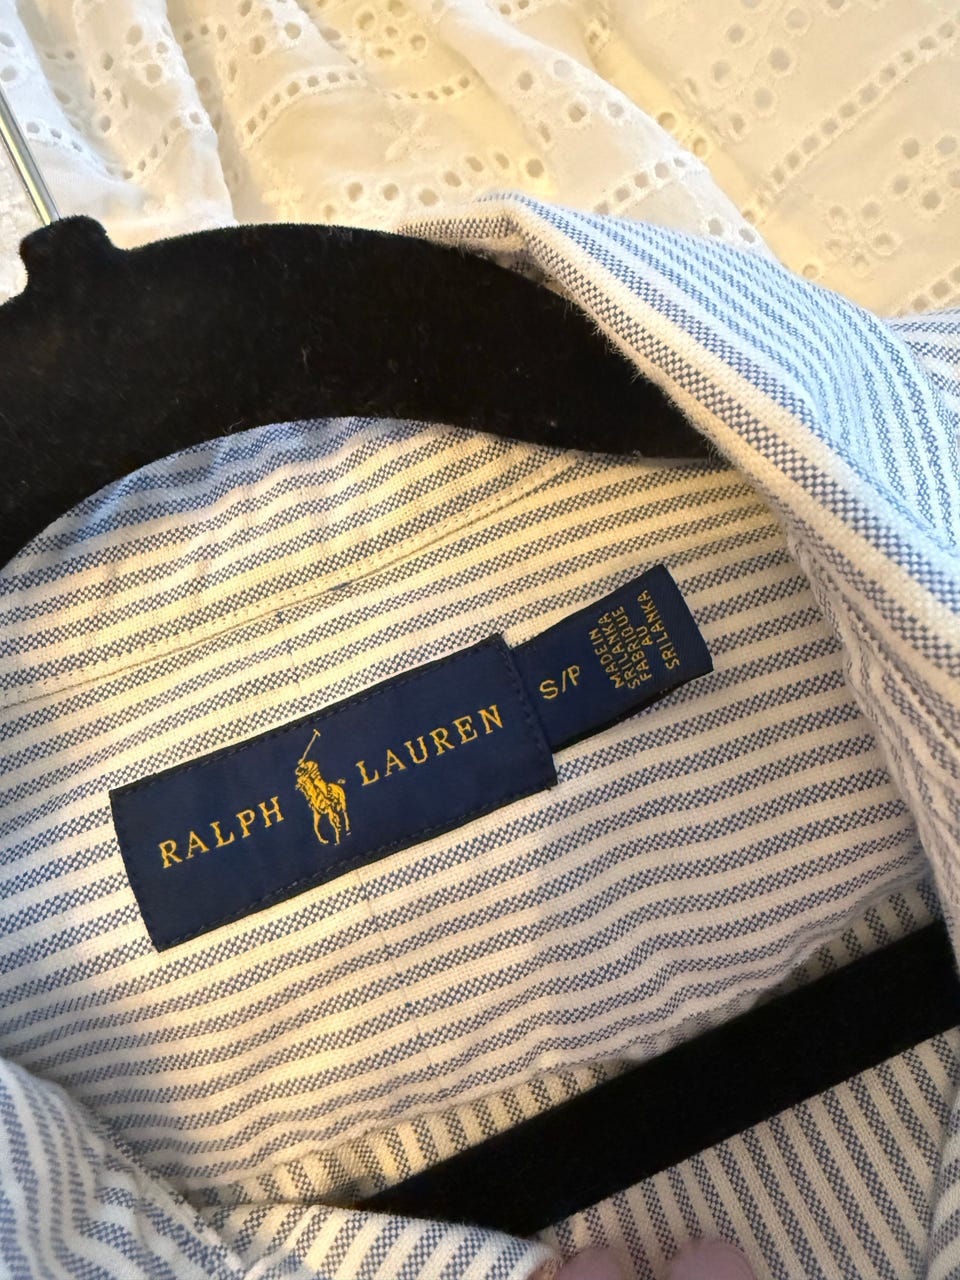 RALPH LAUREN
S/P
MADE IN
SRI LANKA
FABRIQUE
AU
SRI LANKA